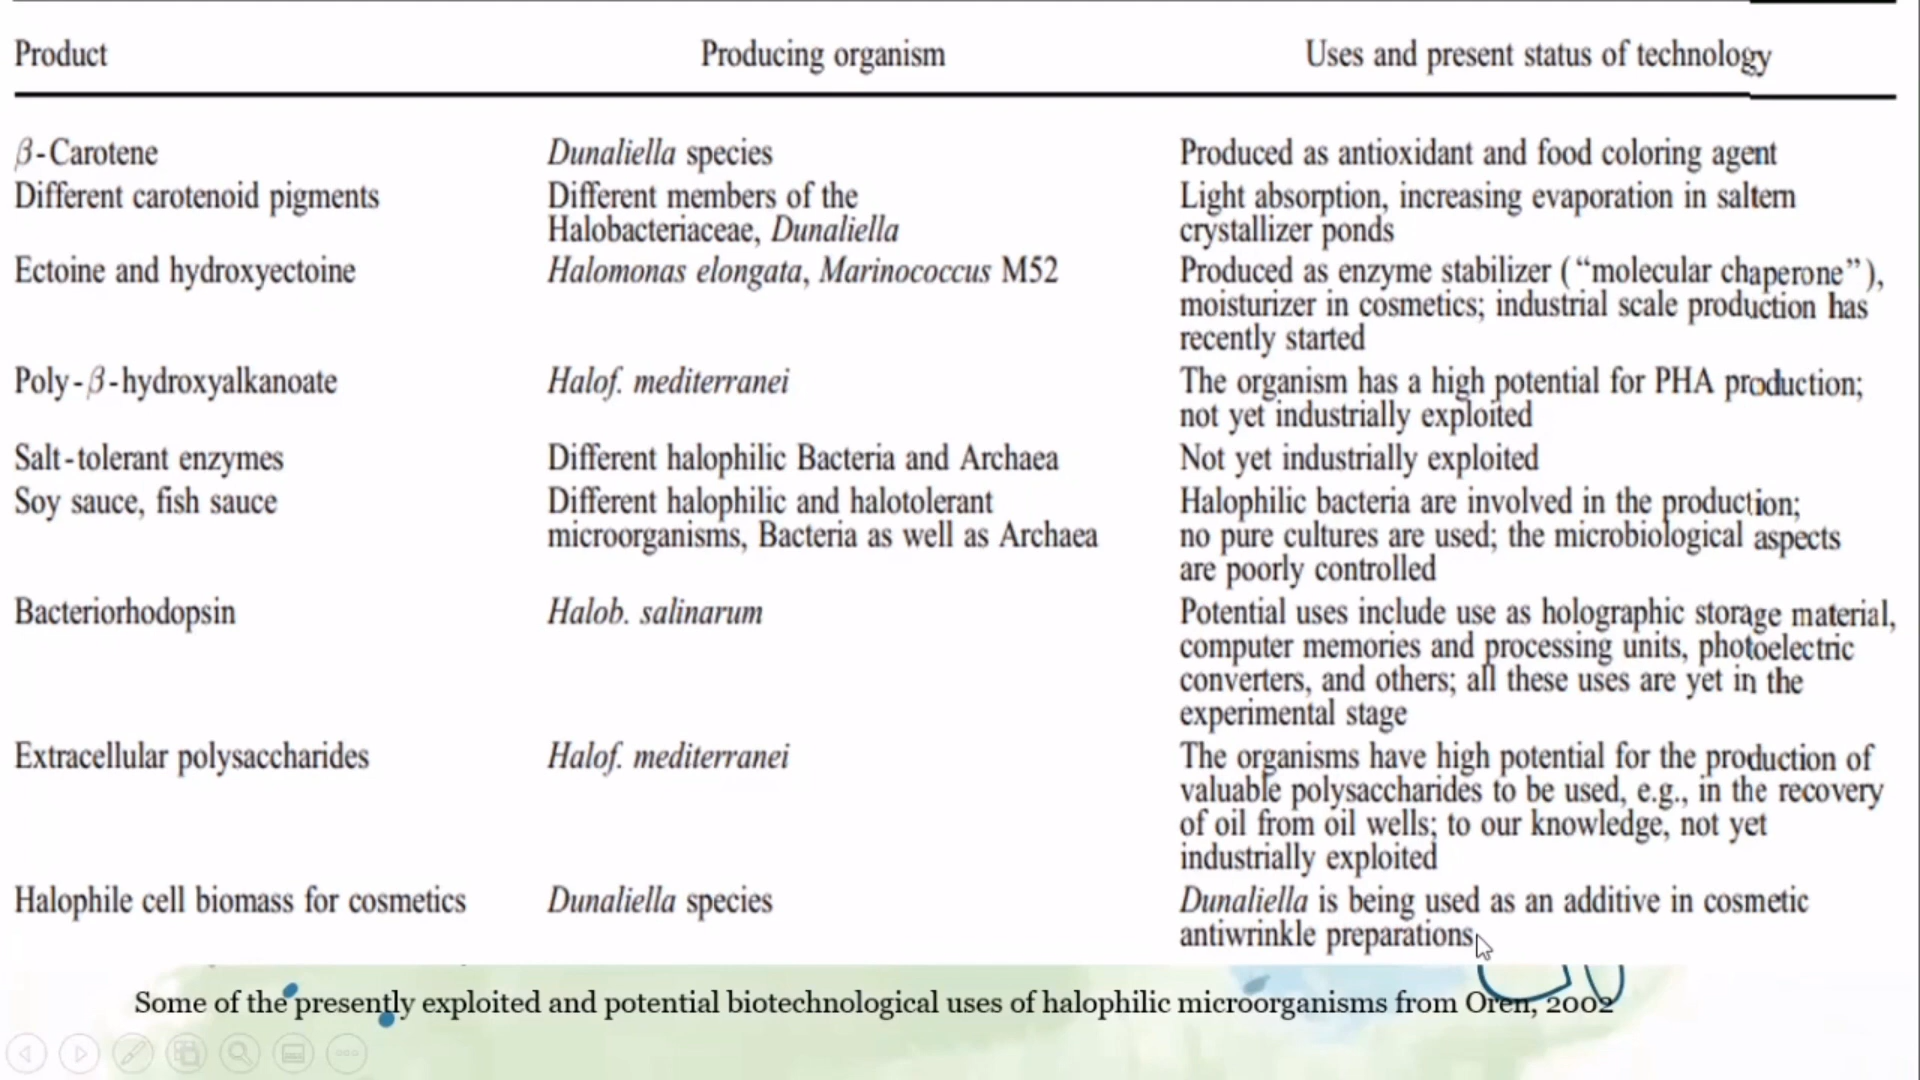 Product Producing organism Uses and present status of technology
β-Carotene Dunaliella species Produced as antioxidant and food coloring agent
Different carotenoid pigments Different members of the Light absorption, increasing evaporation in saltern
Halobacteriaceae, Dunaliella crystallizer ponds
Ectoine and hydroxyectoine Halomonas elongata, Marinococcus M52 Produced as enzyme stabilizer (“molecular chaperone”),
moisturizer in cosmetics; industrial scale production has
recently started
Poly-β-hydroxyalkanoate Halof. mediterranei The organism has a high potential for PHA production;
not yet industrially exploited
Salt-tolerant enzymes Different halophilic Bacteria and Archaea Not yet industrially exploited
Soy sauce, fish sauce Different halophilic and halotolerant Halophilic bacteria are involved in the production;
microorganisms, Bacteria as well as Archaea no pure cultures are used; the microbiological aspects
are poorly controlled
Bacteriorhodopsin Halob. salinarum Potential uses include use as holographic storage material,
computer memories and processing units, photoelectric
converters, and others; all these uses are yet in the
experimental stage
Extracellular polysaccharides Halof. mediterranei The organisms have high potential for the production of
valuable polysaccharides to be used, e.g., in the recovery
of oil from oil wells; to our knowledge, not yet
industrially exploited
Halophile cell biomass for cosmetics Dunaliella species Dunaliella is being used as an additive in cosmetic
antiwrinkle preparations
Some of the presently exploited and potential biotechnological uses of halophilic microorganisms from Oren, 2002